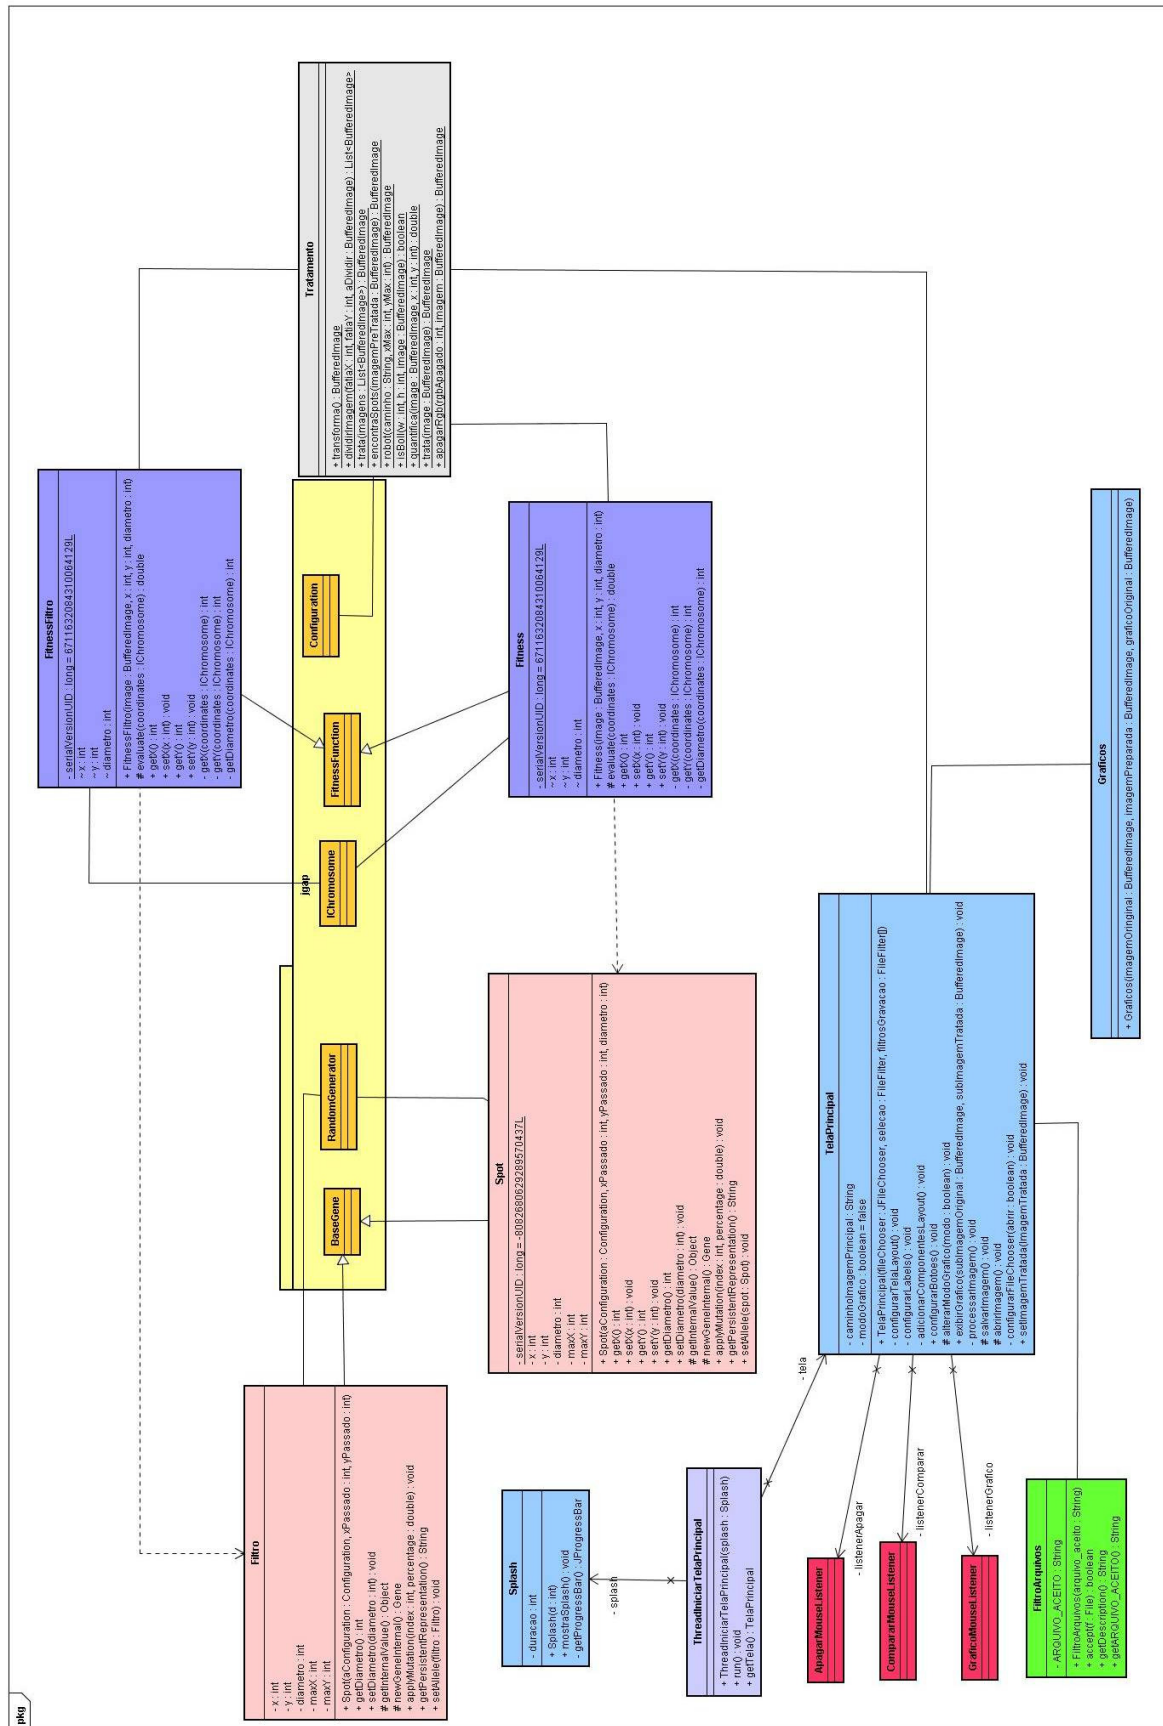 pkg
Filtro
- x : int
- y : int
- diametro : int
- maxX : int
- maxY : int
+ Spot(aConfiguration : Configuration, xPassado : int, yPassado : int)
+ getDiametro() : int
+ setDiametro(diametro : int) : void
# getInternalValue() : Object
# newGeneInternal() : Gene
+ applyMutation(index : int, percentage : double) : void
+ getPersistentRepresentation() : String
+ setAllele(filtro : Filtro) : void
FitnessFiltro
- serialVersionUID : long = 6711632084310064129L
~ x : int
~ y : int
~ diametro : int
+ FitnessFiltro(image : BufferedImage, x : int, y : int, diametro : int)
# evaluate(coordinates : IChromosome) : double
+ getX() : int
+ setX(x : int) : void
+ getY() : int
+ setY(y : int) : void
- getX(coordinates : IChromosome) : int
- getY(coordinates : IChromosome) : int
- getDiametro(coordinates : IChromosome) : int
jgap
BaseGene
RandomGenerator
IChromosome
FitnessFunction
Configuration
Tratamento
+ transforma() : BufferedImage
+ dividirImagem(fatiaX : int, fatiaY : int, aDividir : BufferedImage) : List<BufferedImage>
+ trata(imagens : List<BufferedImage>) : BufferedImage
+ encontraSpots(imagemPreTratada : BufferedImage) : BufferedImage
+ robot(caminho : String, xMax : int, yMax : int) : BufferedImage
+ isBoll(w : int, h : int, image : BufferedImage) : boolean
+ quantifica(image : BufferedImage, x : int, y : int) : double
+ trata(image : BufferedImage) : BufferedImage
+ apagarRgb(rgbApagado : int, imagem : BufferedImage) : BufferedImage
Spot
- serialVersionUID : long = -8082680629289570437L
- x : int
- y : int
- diametro : int
- maxX : int
- maxY : int
+ Spot(aConfiguration : Configuration, xPassado : int, yPassado : int, diametro : int)
+ getX() : int
+ setX(x : int) : void
+ getY() : int
+ setY(y : int) : void
+ getDiametro() : int
+ setDiametro(diametro : int) : void
# getInternalValue() : Object
# newGeneInternal() : Gene
+ applyMutation(index : int, percentage : double) : void
+ getPersistentRepresentation() : String
+ setAllele(spot : Spot) : void
Fitness
- serialVersionUID : long = 6711632084310064129L
~ x : int
~ y : int
~ diametro : int
+ Fitness(image : BufferedImage, x : int, y : int, diametro : int)
# evaluate(coordinates : IChromosome) : double
+ getX() : int
+ setX(x : int) : void
+ getY() : int
+ setY(y : int) : void
- getX(coordinates : IChromosome) : int
- getY(coordinates : IChromosome) : int
- getDiametro(coordinates : IChromosome) : int
Splash
- duracao : int
+ Splash(d : int)
+ mostraSplash() : void
- getProgressBar() : JProgressBar
- splash
ThreadIniciarTelaPrincipal
+ ThreadIniciarTelaPrincipal(splash : Splash)
+ run() : void
+ getTela() : TelaPrincipal
- tela
TelaPrincipal
- caminhoImagemPrincipal : String
- modoGrafico : boolean = false
+ TelaPrincipal(fileChooser : JFileChooser, selecao : FileFilter, filtrosGravacao : FileFilter[])
- configurarTelaLayout() : void
- configurarLabels() : void
- adicionarComponentesLayout() : void
+ configurarBotoes() : void
# alterarModoGrafico(modo : boolean) : void
+ exibirGrafico(subImagemOriginal : BufferedImage, subImagemTratada : BufferedImage) : void
- processarImagem() : void
# salvarImagem() : void
# abrirImagem() : void
- configurarFileChooser(abrir : boolean) : void
+ setImagemTratada(ImagemTratada : BufferedImage) : void
ApagarMouseListener
- listenerApagar
CompararMouseListener
- listenerComparar
GraficoMouseListener
- listenerGrafico
FiltroArquivos
- ARQUIVO_ACEITO : String
+ FiltroArquivos(arquivo_aceito : String)
+ accept(f : File) : boolean
+ getDescription() : String
+ getARQUIVO_ACEITO() : String
Graficos
+ Graficos(imagemOringinal : BufferedImage, imagemPreparada : BufferedImage, graficoOriginal : BufferedImage)